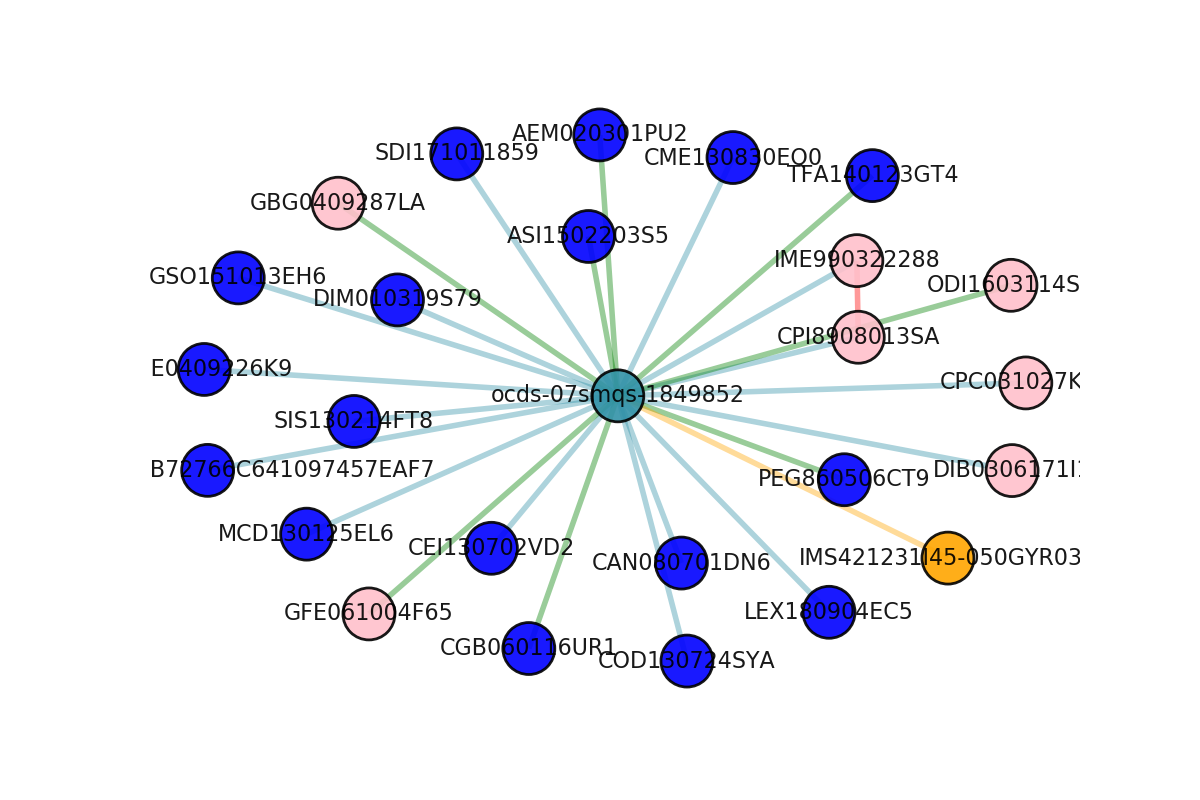 AEM020301PU2
SDI171011859
CME130830EQ0
TFA140123GT4
GBG0409287LA
ASI1502203S5
IME990322288
GSO151013EH6
ODI1603114S
DIM010319S79
CPI8908013SA
E0409226K9
CPC031027K
ocds-07smqs-1849852
SIS130214FT8
B72766C641097457EAF7
DIB0306171I
PEG860506CT9
MCD130125EL6
CEI130702VD2
IMS421231I45-050GYR03
CAN080701DN6
GFE061004F65
LEX180904EC5
CGB060116UR1
COD130724SYA